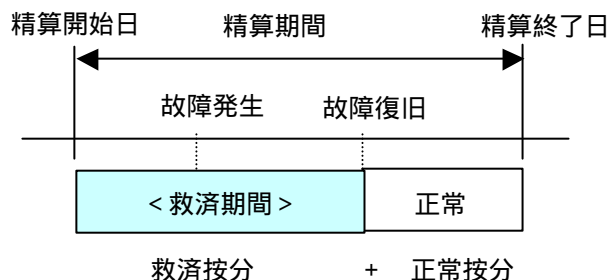 精算開始日 精算期間 精算終了日
故障発生 故障復旧
<救済期間> 正常
救済按分 + 正常按分